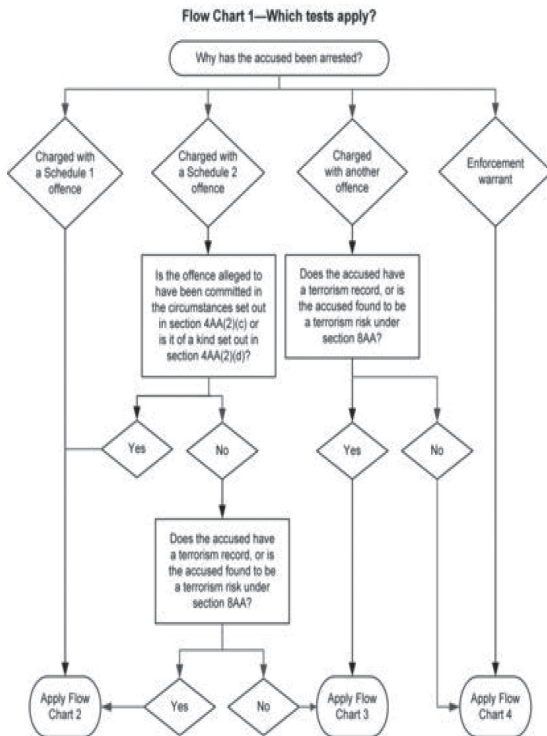 Flow Chart 1—Which tests apply?
Why has the accused been arrested?
Charged with
a Schedule 1
offence
Charged with
a Schedule 2
offence
Charged
with another
offence
Enforcement
warrant
Is the offence alleged to
have been committed in
the circumstances set out
in section 4AA(2)(c) or
is it of a kind set out in
section 4AA(2)(d)?
Does the accused have
a terrorism record, or is
the accused found to be
a terrorism risk under
section 8AA?
Yes
No
Yes
No
Does the accused have
a terrorism record, or is
the accused found to be
a terrorism risk under
section 8AA?
Apply Flow
Chart 2
Yes
No
Apply Flow
Chart 3
Apply Flow
Chart 4